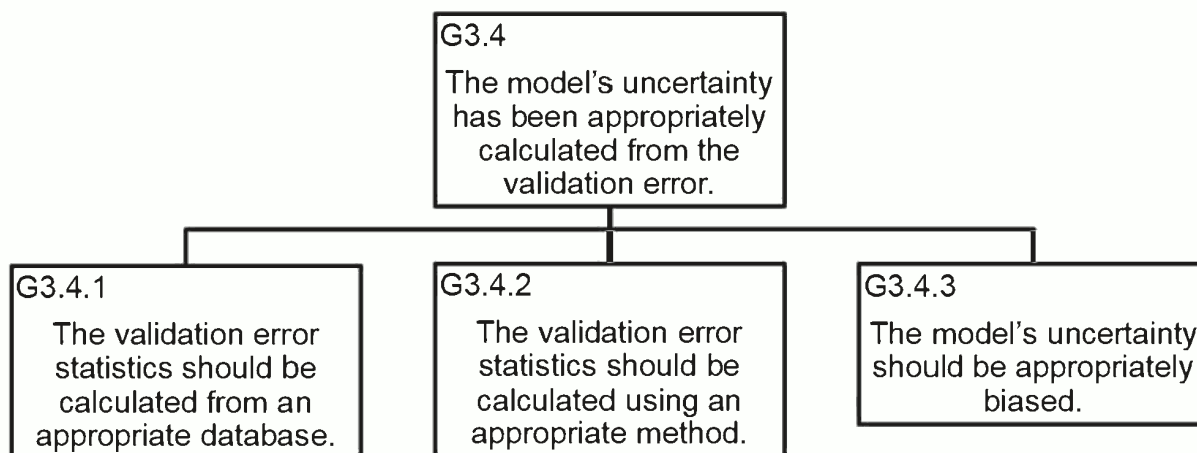 G3.4
The model's uncertainty
has been appropriately
calculated from the
validation error.
G3.4.1
The validation error
statistics should be
calculated from an
appropriate database.
G3.4.2
The validation error
statistics should be
calculated using an
appropriate method.
G3.4.3
The model's uncertainty
should be appropriately
biased.